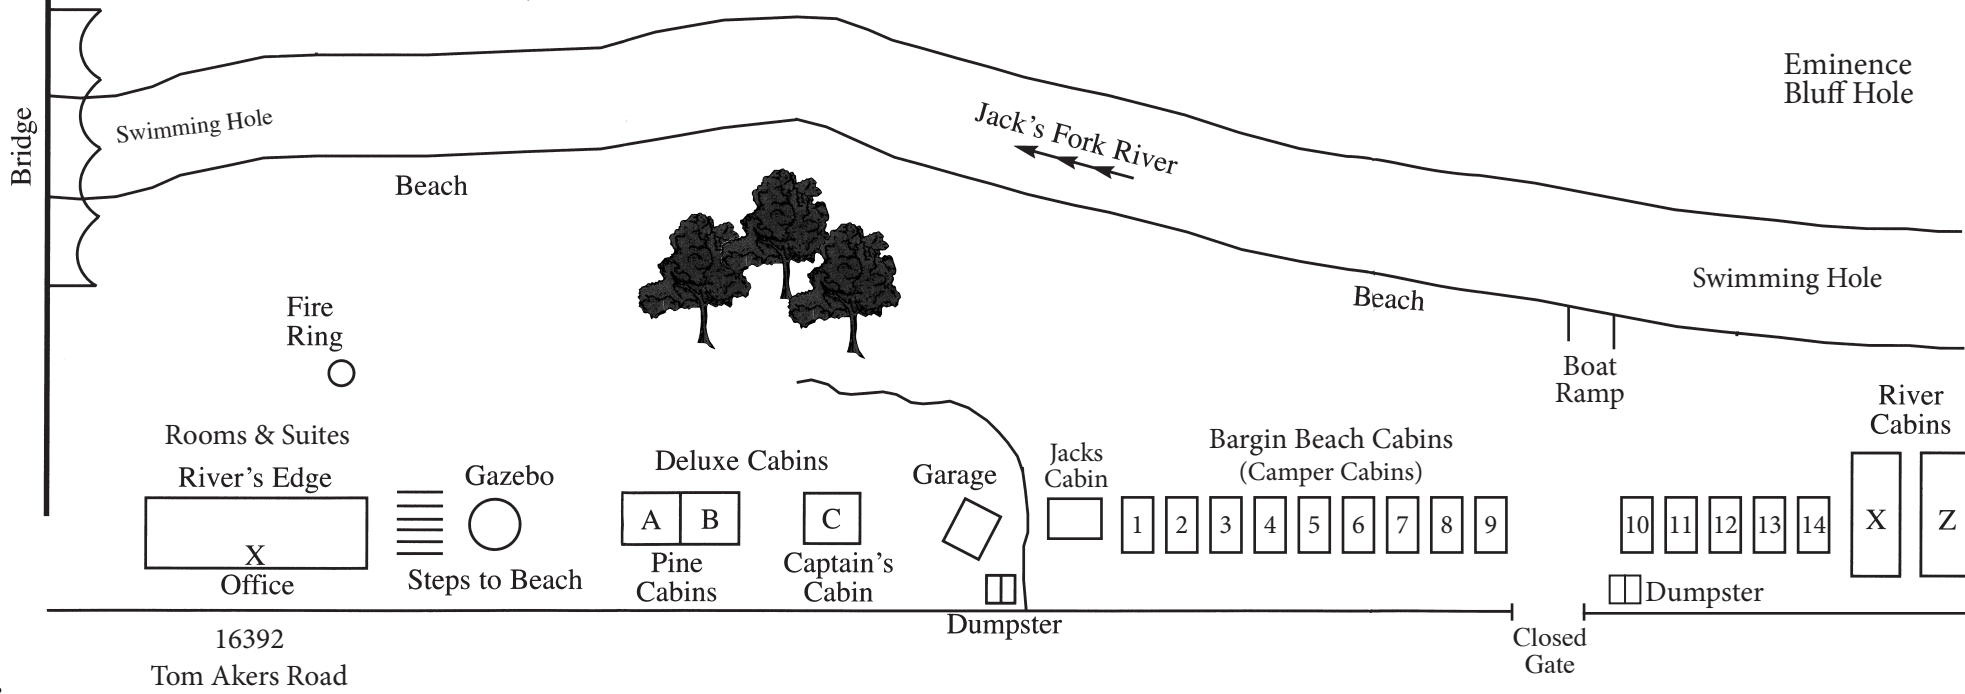 Eminence
Bluff Hole
Bridge
Swimming Hole
Jack's Fork River
Beach
Swimming Hole
Beach
Fire
Ring
Boat
Ramp
River
Cabins
Rooms & Suites
River's Edge
Gazebo
Deluxe Cabins
Garage
Jacks
Cabin
Bargin Beach Cabins
(Camper Cabins)
X
Office
Steps to Beach
A B
Pine
Cabins
C
Captain's
Cabin
Dumpster
1 2 3 4 5 6 7 8 9
10 11 12 13 14
X Z
Dumpster
Closed
Gate
16392
Tom Akers Road